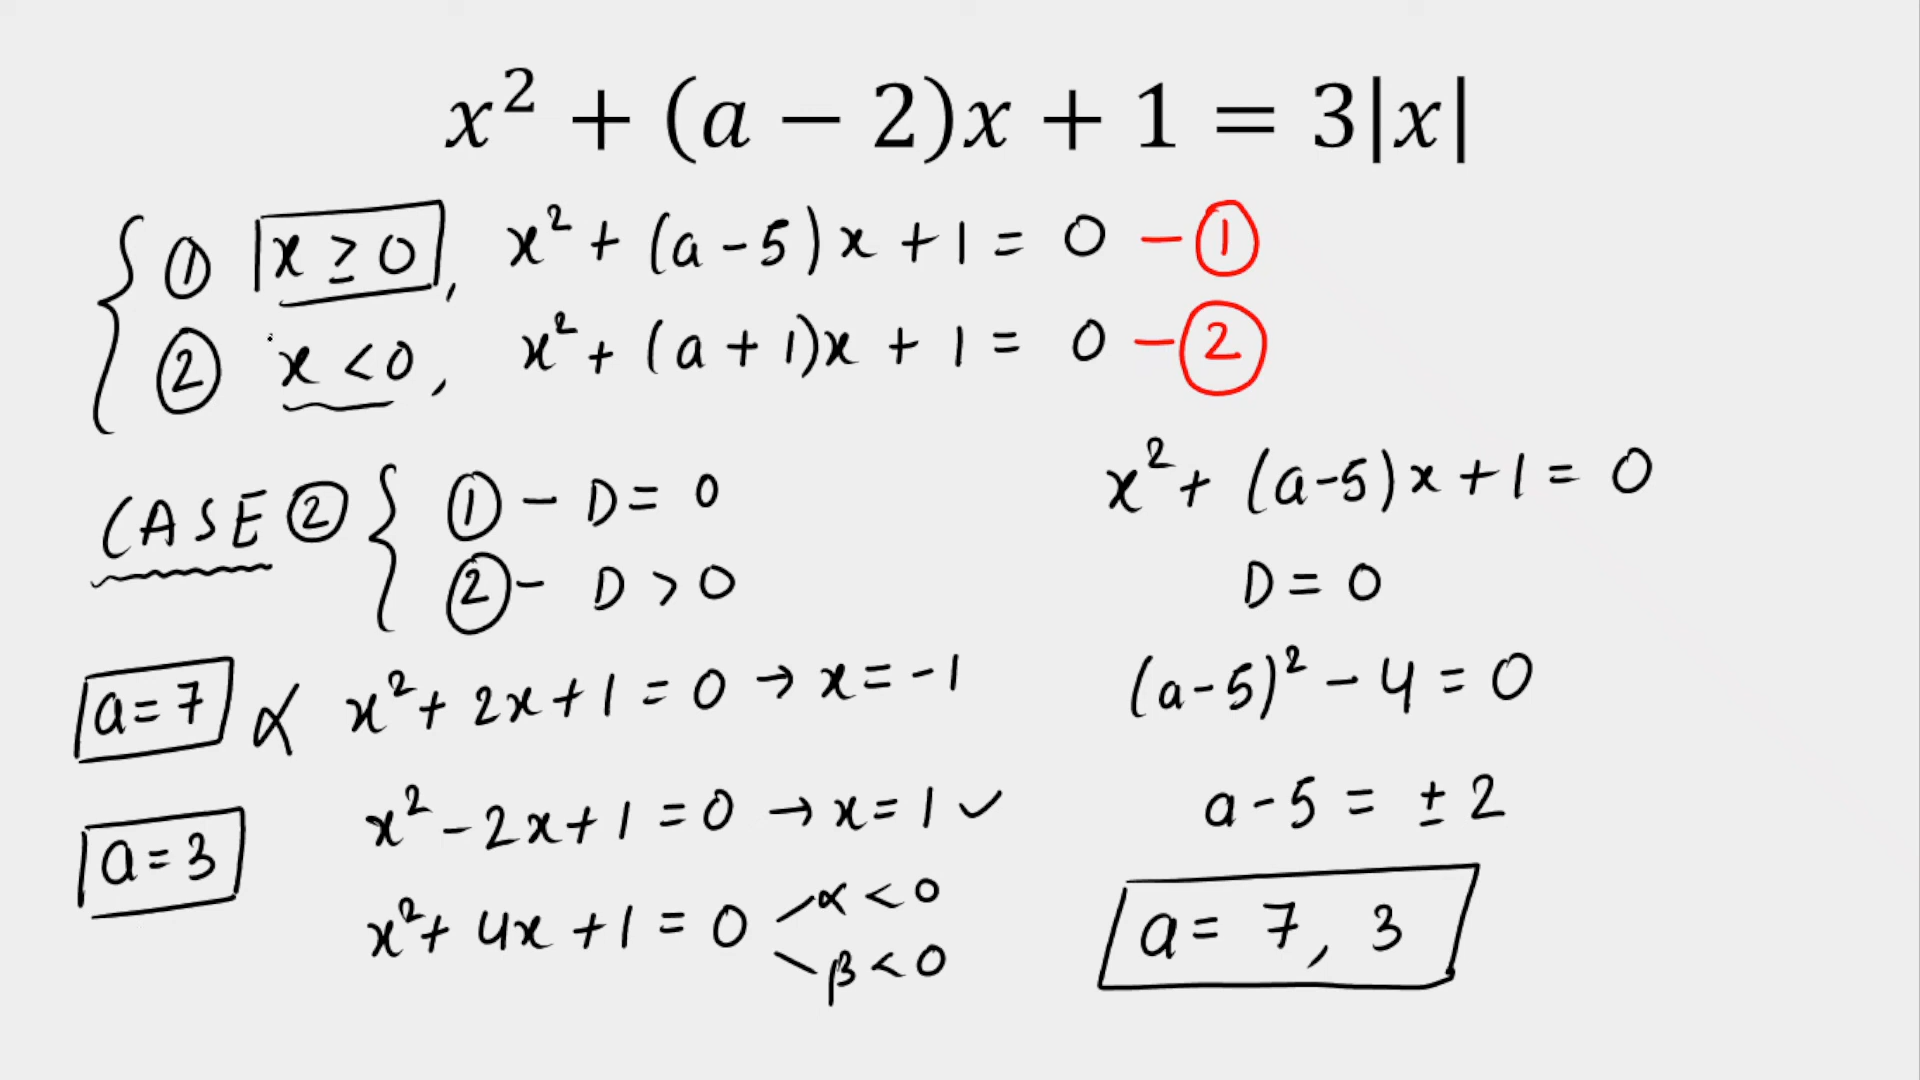 x² + (a − 2)x + 1 = 3|x|
① x ≥ 0, x² + (a - 5)x + 1 = 0 - ①
② x < 0, x² + (a + 1)x + 1 = 0 - ②
CASE ② { ① - D = 0
② - D > 0
a = 7 x² + 2x + 1 = 0 → x = -1
a = 3 x² - 2x + 1 = 0 → x = 1 ✓
x² + 4x + 1 = 0
α < 0
β < 0
x² + (a-5)x + 1 = 0
D = 0
(a-5)² - 4 = 0
a - 5 = ± 2
a = 7, 3